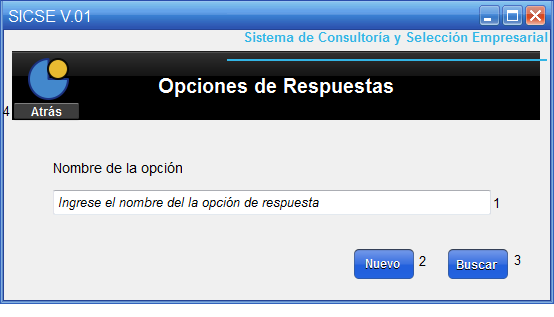 SICSE V.01
Sistema de Consultoría y Selección Empresarial
Opciones de Respuestas
4 Atrás
Nombre de la opción
Ingrese el nombre del la opción de respuesta 1
Nuevo 2 Buscar 3